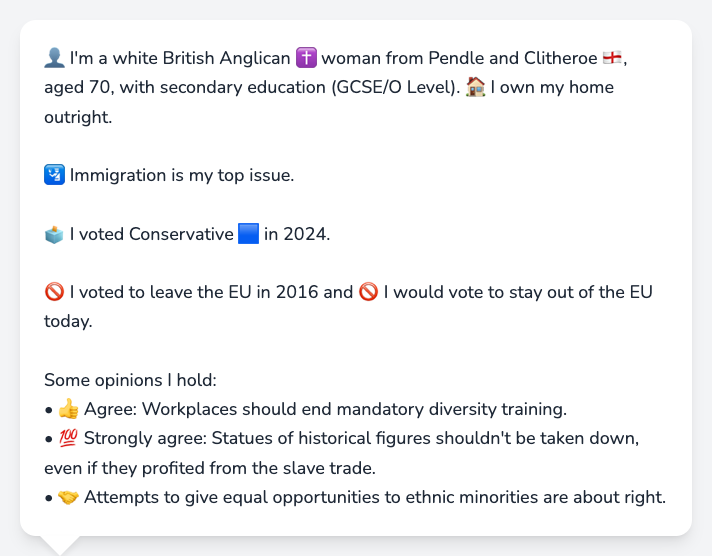 👤 I'm a white British Anglican ✝️ woman from Pendle and Clitheroe 🏴󠁧󠁢󠁥󠁮󠁧󠁿,
aged 70, with secondary education (GCSE/O Level). 🏠 I own my home
outright.
🛂 Immigration is my top issue.
🗳️ I voted Conservative 🟦 in 2024.
🚫 I voted to leave the EU in 2016 and 🚫 I would vote to stay out of the EU
today.
Some opinions I hold:
• 👍 Agree: Workplaces should end mandatory diversity training.
• 💯 Strongly agree: Statues of historical figures shouldn't be taken down,
even if they profited from the slave trade.
• 🤝 Attempts to give equal opportunities to ethnic minorities are about right.